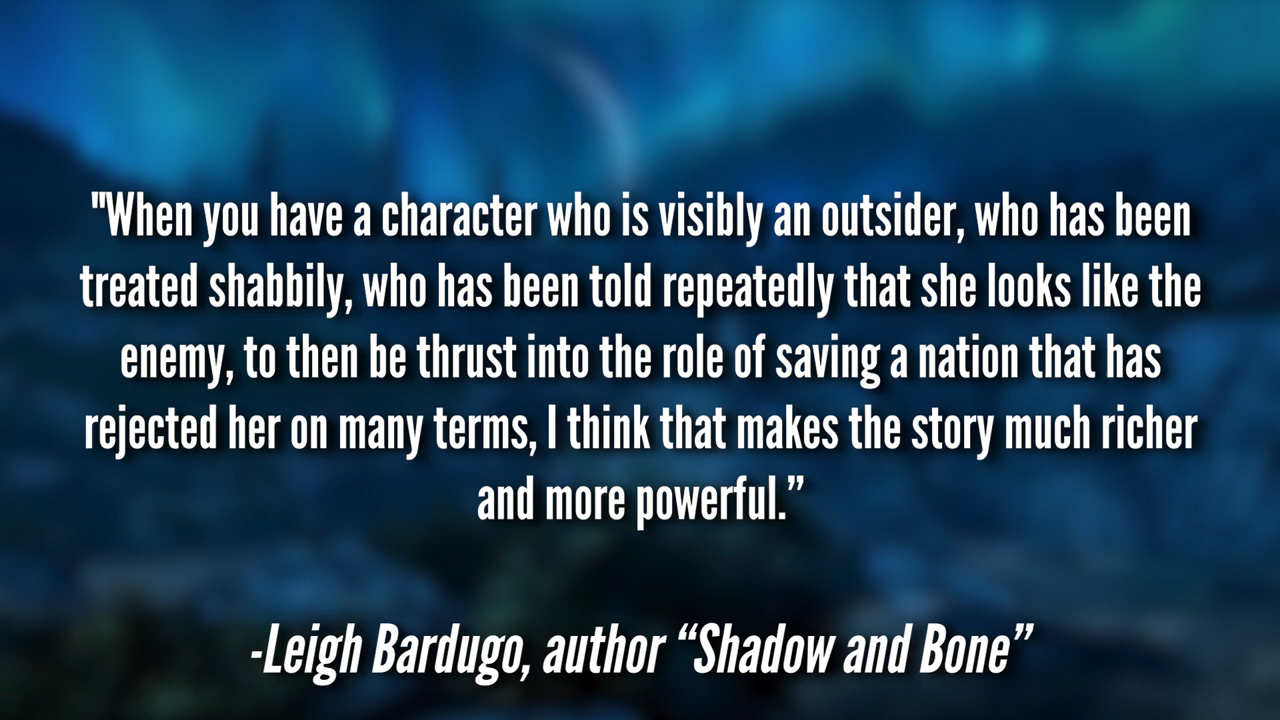 "When you have a character who is visibly an outsider, who has been
treated shabbily, who has been told repeatedly that she looks like the
enemy, to then be thrust into the role of saving a nation that has
rejected her on many terms, I think that makes the story much richer
and more powerful.”
-Leigh Bardugo, author “Shadow and Bone”